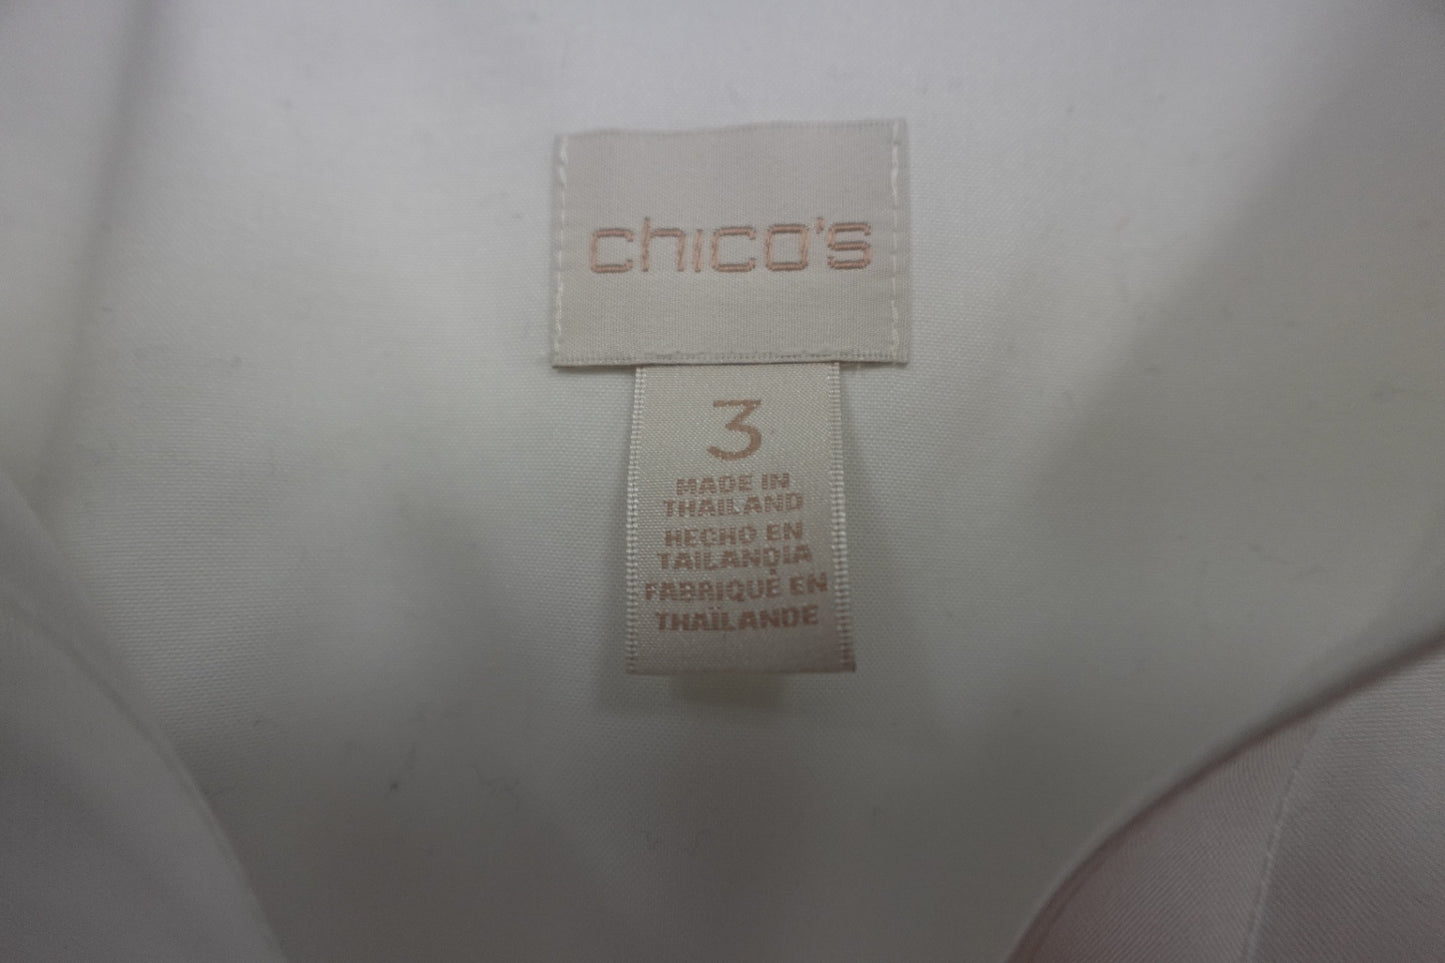 chico's
3
MADE IN
THAILAND
HECHO EN
TAILANDIA
FABRIQUÉ EN
THAÏLANDE